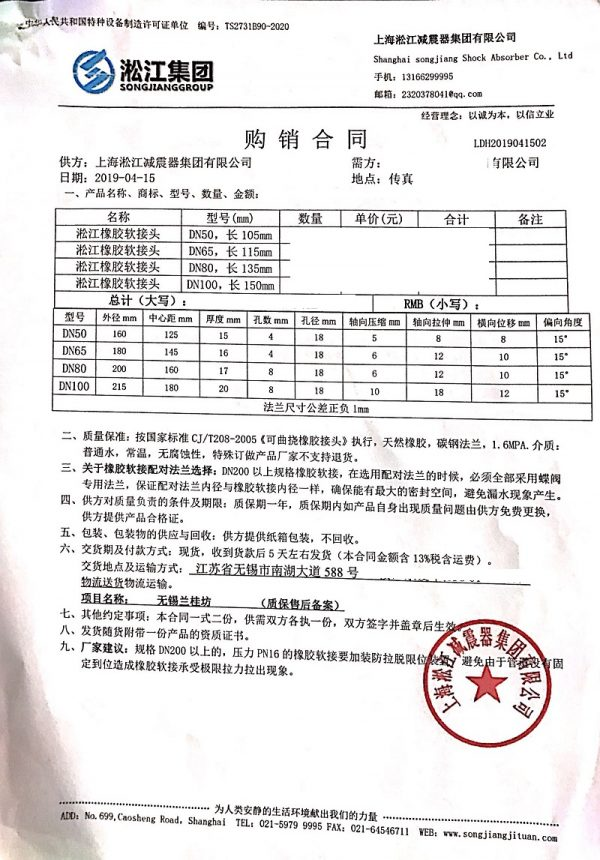 中华人民共和国特种设备制造许可证单位 编号：TS2731B90-2020
淞江集团
SONGJIANGGROUP
上海淞江减震器集团有限公司
Shanghai songjiang Shock Absorber Co., Ltd
手机：13166299995
邮箱：2320378041@qq.com
经营理念：以诚为本，以信立业
购销合同
LDH2019041502
供方：上海淞江减震器集团有限公司 需方： 有限公司
日期：2019-04-15 地点：传真
一、产品名称、商标、型号、数量、金额：
名称 型号(mm) 数量 单价(元) 合计 备注
淞江橡胶软接头 DN50，长 105mm
淞江橡胶软接头 DN65，长 115mm
淞江橡胶软接头 DN80，长 135mm
淞江橡胶软接头 DN100，长 150mm
总计（大写）： RMB（小写）：
型号 外径 mm 中心距 mm 厚度 mm 孔数 mm 孔径 mm 轴向压缩 mm 轴向拉伸 mm 横向位移 mm 偏向角度
DN50 160 125 15 4 18 5 8 8 15°
DN65 180 145 16 4 18 6 12 10 15°
DN80 200 160 17 8 18 6 12 10 15°
DN100 215 180 20 8 18 10 18 12 15°
法兰尺寸公差正负 1mm
二、质量保准：按国家标准 CJ/T208-2005《可曲挠橡胶接头》执行，天然橡胶，碳钢法兰，1.6MPA.介质：
普通水，常温，无腐蚀性，特殊订做产品厂家不支持退货。
三、关于橡胶软接配对法兰选择：DN200 以上规格橡胶软接，在选用配对法兰的时候，必须全部采用蝶阀
专用法兰，保证配对法兰内径与橡胶软接内径一样，确保能有最大的密封空间，避免漏水现象产生。
四、供方对质量负责的条件及期限：质保期一年，质保期内如产品自身出现质量问题由供方免费更换，
供方提供产品合格证。
五、包装、包装物的供应与回收：供方提供纸箱包装，不回收。
六、交货期及付款方式：现货，收到货款后 5 天左右发货（本合同金额含 13%税含运费）。
交货地点及运输方式： 江苏省无锡市南湖大道 588 号
物流送货物流运输。
项目名称： 无锡兰桂坊 （质保售后备案）
七、其他约定事项：本合同一式二份，供需双方各执一份，双方签字并盖章后生效
八、发货随货附带一份产品的资质证书。
九、厂家建议：规格 DN200 以上的，压力 PN16 的橡胶软接要加装防拉脱限位 避免由于管 没有固
定到位造成橡胶软接承受极限拉力拉出现象。
上海淞江减震器集团有限公司
为人类安静的生活环境献出我们的力量
ADD: No.699,Caosheng Road, Shanghai TEL: 021-5979 9995 FAX: 021-64546711 WEB: www.songjiangjituan.com